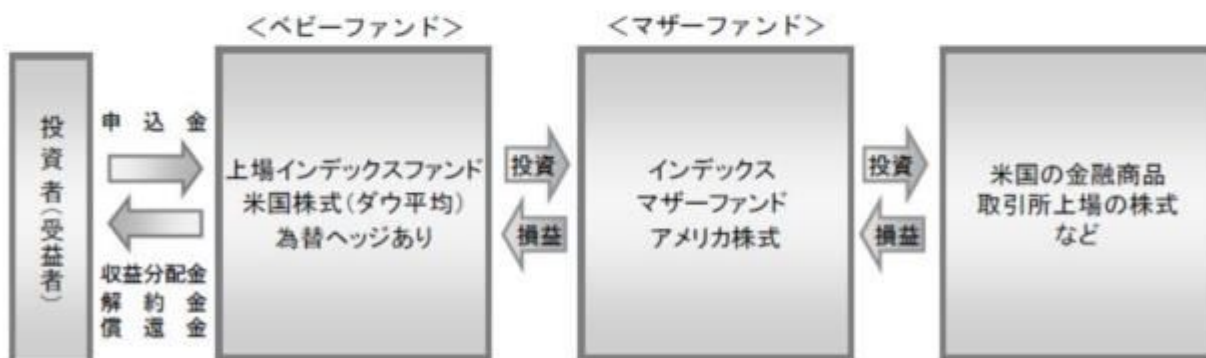 <ベビーファンド>
<マザーファンド>
投資者(受益者)
申込金
収益分配金
解約金
償還金
上場インデックスファンド
米国株式(ダウ平均)
為替ヘッジあり
投資
損益
インデックス
マザーファンド
アメリカ株式
投資
損益
米国の金融商品
取引所上場の株式
など